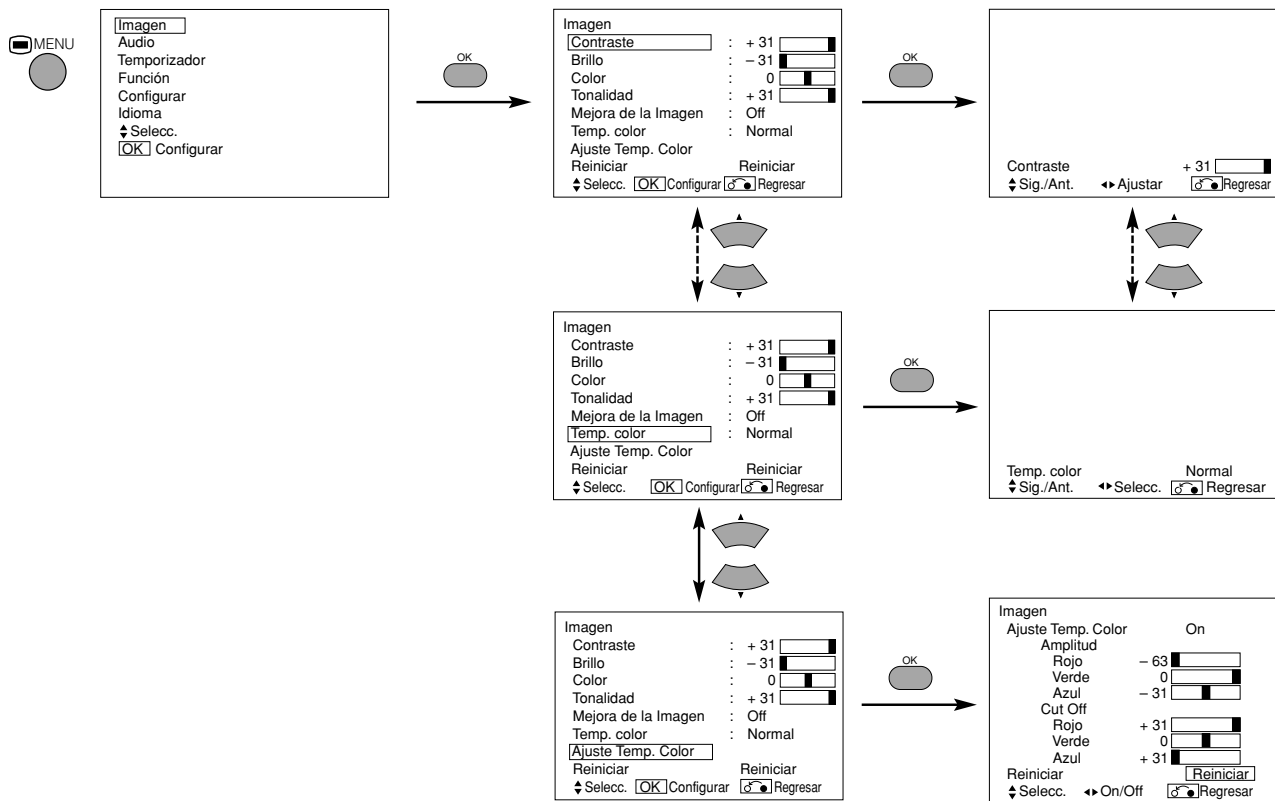 MENU
Imagen
Audio
Temporizador
Función
Configurar
Idioma
Selecc.
OK Configurar
OK
Imagen
Contraste : + 31
Brillo : – 31
Color : 0
Tonalidad : + 31
Mejora de la Imagen : Off
Temp. color : Normal
Ajuste Temp. Color
Reiniciar Reiniciar
Selecc. OK Configurar Regresar
OK
Contraste + 31
Sig./Ant. Ajustar Regresar
Imagen
Contraste : + 31
Brillo : – 31
Color : 0
Tonalidad : + 31
Mejora de la Imagen : Off
Temp. color : Normal
Ajuste Temp. Color
Reiniciar Reiniciar
Selecc. OK Configurar Regresar
OK
Temp. color Normal
Sig./Ant. Selecc. Regresar
Imagen
Contraste : + 31
Brillo : – 31
Color : 0
Tonalidad : + 31
Mejora de la Imagen : Off
Temp. color : Normal
Ajuste Temp. Color
Reiniciar Reiniciar
Selecc. OK Configurar Regresar
OK
Imagen
Ajuste Temp. Color On
Amplitud
Rojo – 63
Verde 0
Azul – 31
Cut Off
Rojo + 31
Verde 0
Azul + 31
Reiniciar Reiniciar
Selecc. On/Off Regresar